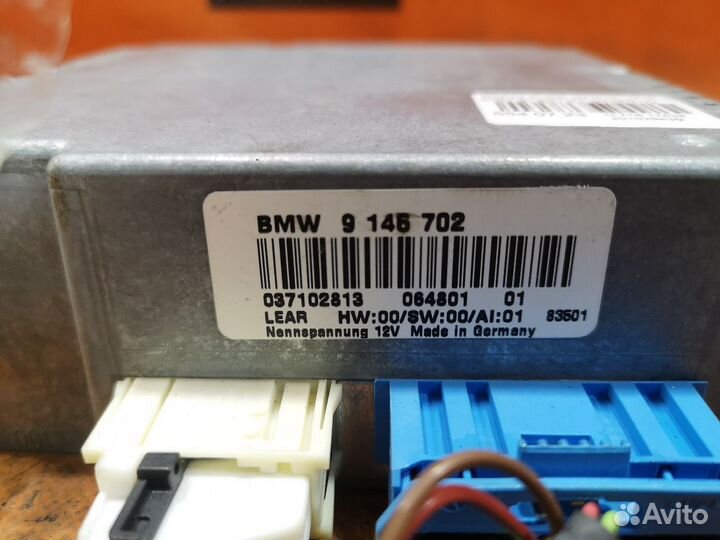 BMW 9 145 702
037102813 064801 01
LEAR HW:00/SW:00/AI:01 83501
Nennspannung 12V Made in Germany
Avito